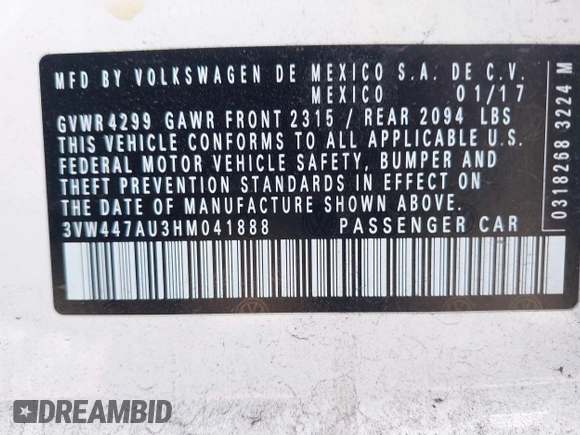 MFD BY VOLKSWAGEN DE MEXICO S.A. DE C.V.
MEXICO 01/17
GVWR 4299 GAWR FRONT 2315 / REAR 2094 LBS
THIS VEHICLE CONFORMS TO ALL APPLICABLE U.S.
FEDERAL MOTOR VEHICLE SAFETY, BUMPER AND
THEFT PREVENTION STANDARDS IN EFFECT ON
THE DATE OF MANUFACTURE SHOWN ABOVE.
3VW447AU3HM041888 PASSENGER CAR
0318268 3224 M
DREAMBID